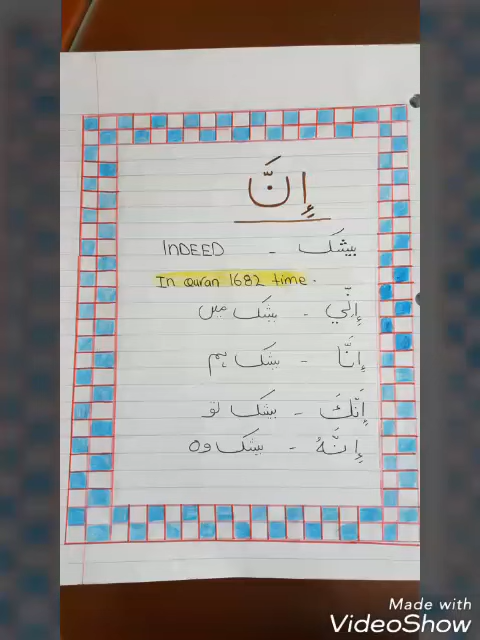 إِنَّ
بیشک - INDEED
In Quran 1682 time.
إِنِّي - بیشک میں
إِنَّا - بیشک ہم
إِنَّكَ - بیشک تو
إِنَّهُ - بیشک وہ
Made with
VideoShow